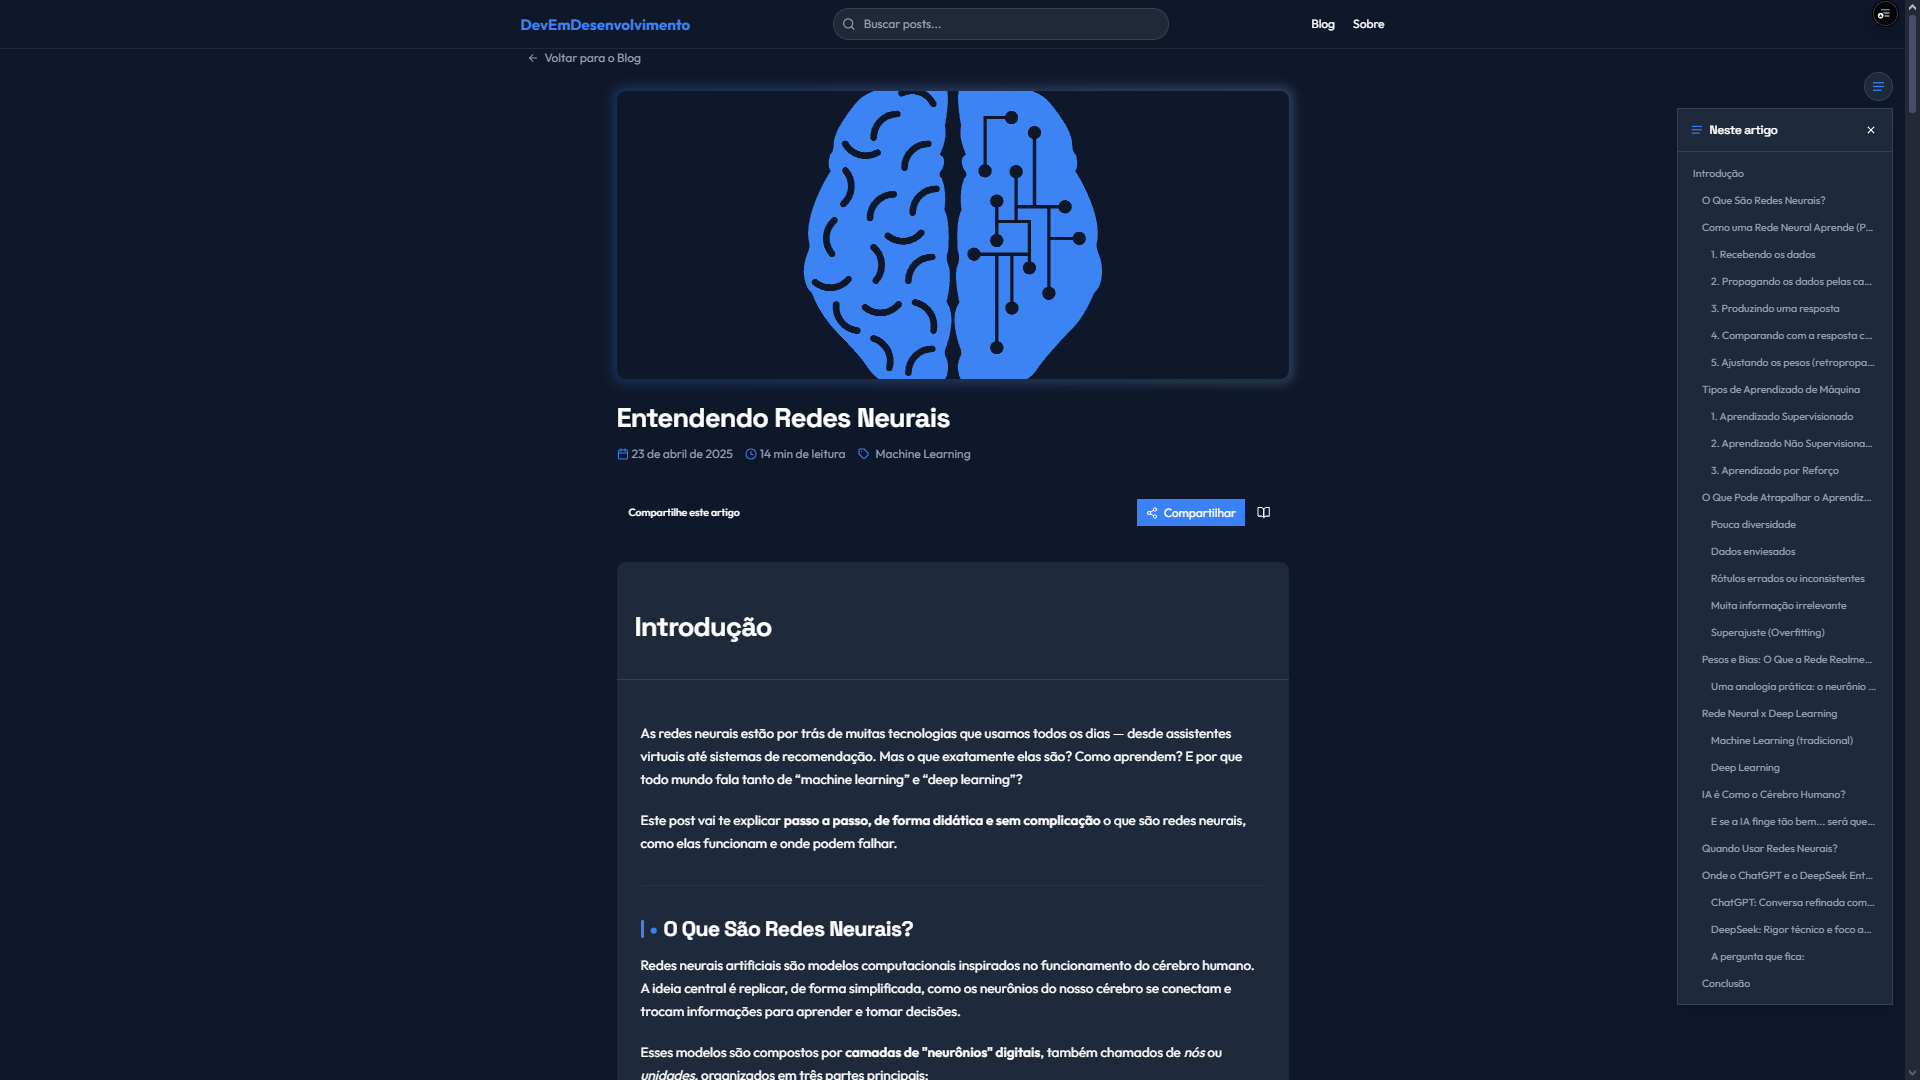 DevEmDesenvolvimento
Buscar posts...
Blog
Sobre
Voltar para o Blog
Entendendo Redes Neurais
23 de abril de 2025
14 min de leitura
Machine Learning
Compartilhe este artigo
Compartilhar
Introdução
As redes neurais estão por trás de muitas tecnologias que usamos todos os dias — desde assistentes
virtuais até sistemas de recomendação. Mas o que exatamente elas são? Como aprendem? E por que
todo mundo fala tanto de “machine learning” e “deep learning”?
Este post vai te explicar passo a passo, de forma didática e sem complicação o que são redes neurais,
como elas funcionam e onde podem falhar.
O Que São Redes Neurais?
Redes neurais artificiais são modelos computacionais inspirados no funcionamento do cérebro humano.
A ideia central é replicar, de forma simplificada, como os neurônios do nosso cérebro se conectam e
trocam informações para aprender e tomar decisões.
Esses modelos são compostos por camadas de "neurônios" digitais, também chamados de nós ou
unidades, organizados em três partes principais:
Neste artigo
Introdução
O Que São Redes Neurais?
Como uma Rede Neural Aprende (P...
1. Recebendo os dados
2. Propagando os dados pelas ca...
3. Produzindo uma resposta
4. Comparando com a resposta c...
5. Ajustando os pesos (retropropa...
Tipos de Aprendizado de Máquina
1. Aprendizado Supervisionado
2. Aprendizado Não Supervisiona...
3. Aprendizado por Reforço
O Que Pode Atrapalhar o Aprendiz...
Pouca diversidade
Dados enviesados
Rótulos errados ou inconsistentes
Muita informação irrelevante
Superajuste (Overfitting)
Pesos e Bias: O Que a Rede Realme...
Uma analogia prática: o neurônio ...
Rede Neural x Deep Learning
Machine Learning (tradicional)
Deep Learning
IA é Como o Cérebro Humano?
E se a IA finge tão bem... será que...
Quando Usar Redes Neurais?
Onde o ChatGPT e o DeepSeek Ent...
ChatGPT: Conversa refinada com...
DeepSeek: Rigor técnico e foco a...
A pergunta que fica:
Conclusão